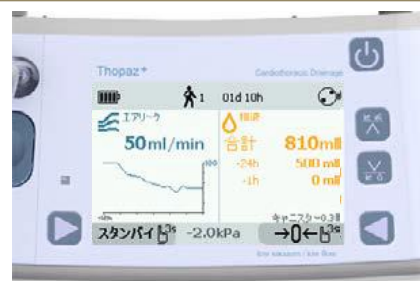 Thopaz+
Cardiothoracic Drainage
1 01d 10h
エアリーク
50ml/min
100
排液
合計 810ml
-24h 500 ml
-1h 0 ml
キャニスター0.3l
スタンバイ 3s
-2.0kPa
→0← 3s